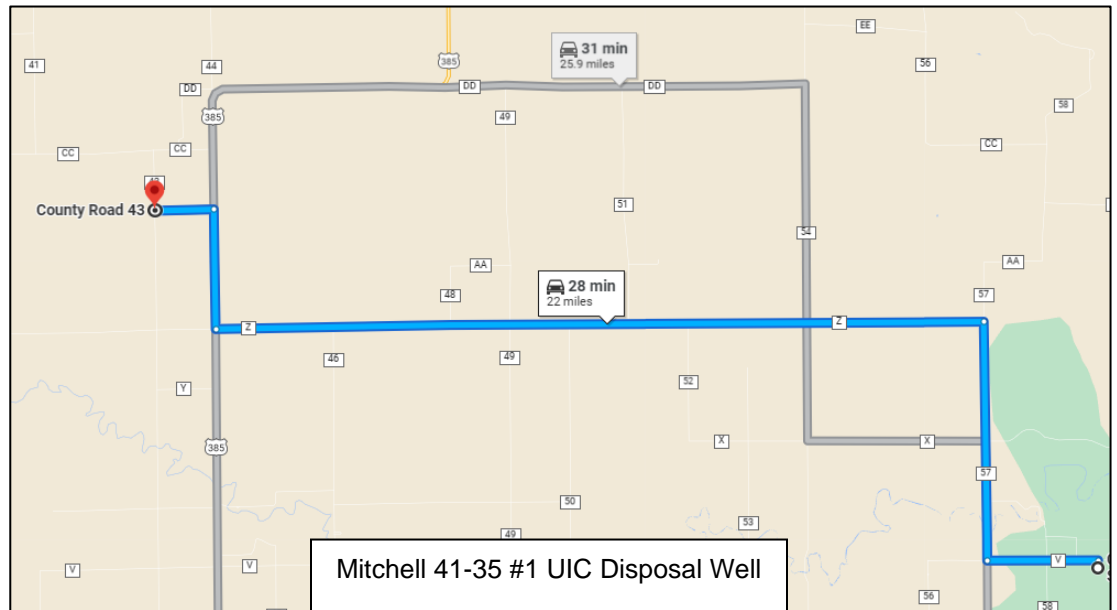 EE
31 min
25.9 miles
41
44
385
56
DD
DD
DD
58
385
49
CC
CC
CC
County Road 43
51
54
AA
AA
28 min
22 miles
48
57
Z
Z
46
49
52
Y
385
X
X
57
50
53
49
V
V
V
Mitchell 41-35 #1 UIC Disposal Well
56
58